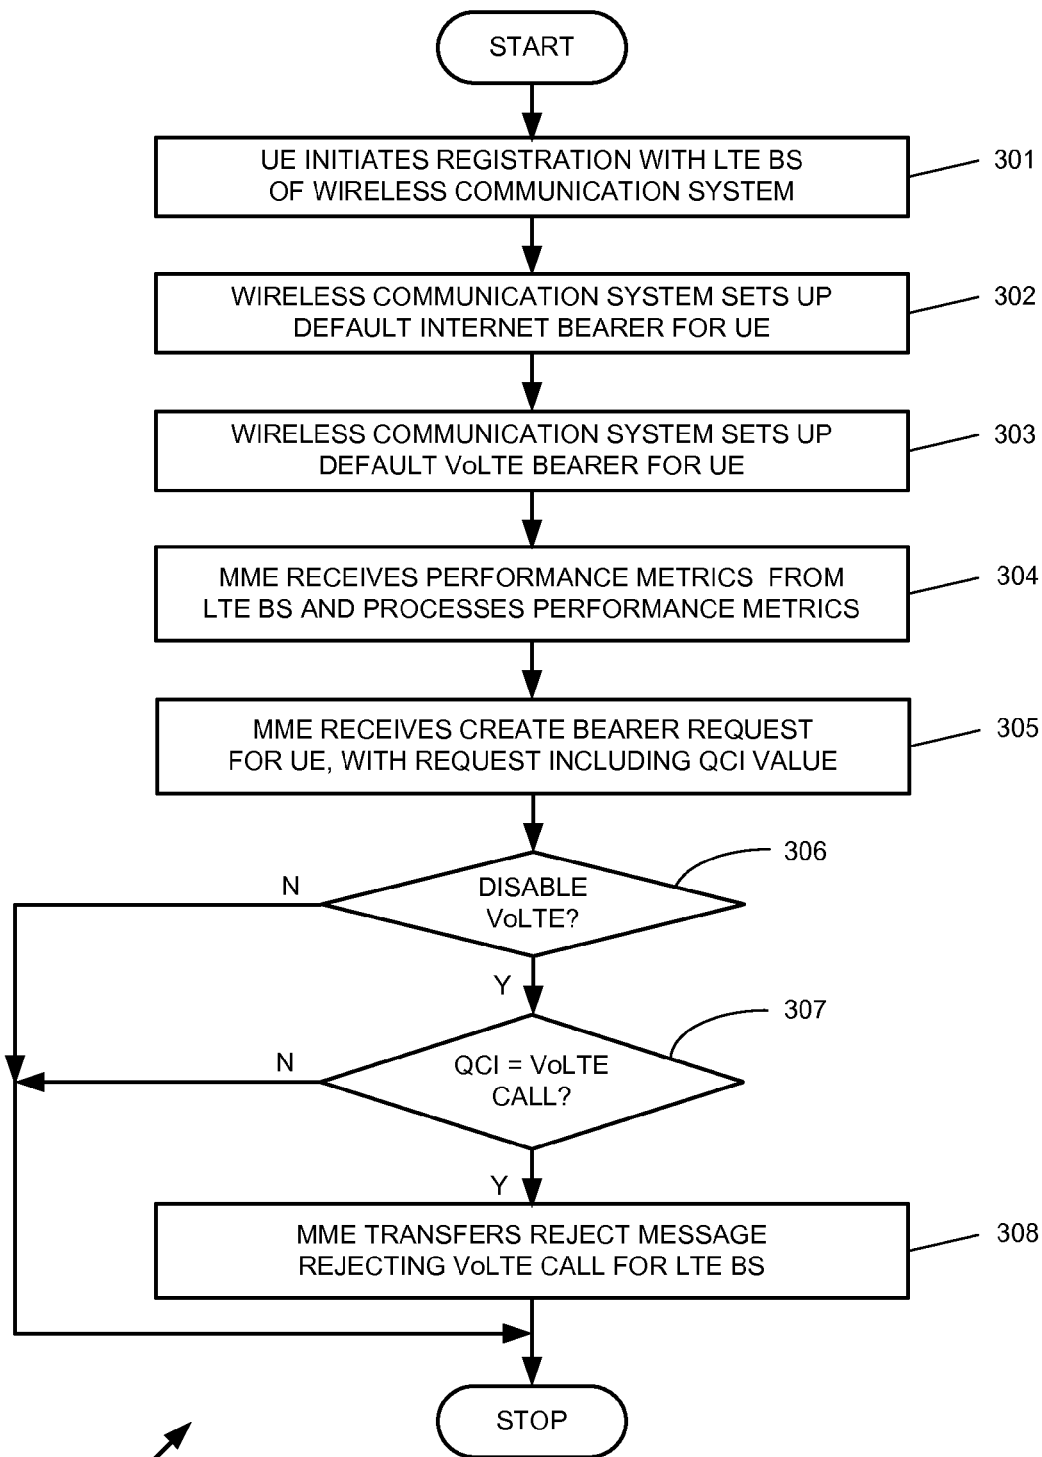 START
UE INITIATES REGISTRATION WITH LTE BS
OF WIRELESS COMMUNICATION SYSTEM
301
WIRELESS COMMUNICATION SYSTEM SETS UP
DEFAULT INTERNET BEARER FOR UE
302
WIRELESS COMMUNICATION SYSTEM SETS UP
DEFAULT VoLTE BEARER FOR UE
303
MME RECEIVES PERFORMANCE METRICS FROM
LTE BS AND PROCESSES PERFORMANCE METRICS
304
MME RECEIVES CREATE BEARER REQUEST
FOR UE, WITH REQUEST INCLUDING QCI VALUE
305
DISABLE
VoLTE?
306
N
Y
QCI = VoLTE
CALL?
307
N
Y
MME TRANSFERS REJECT MESSAGE
REJECTING VoLTE CALL FOR LTE BS
308
STOP